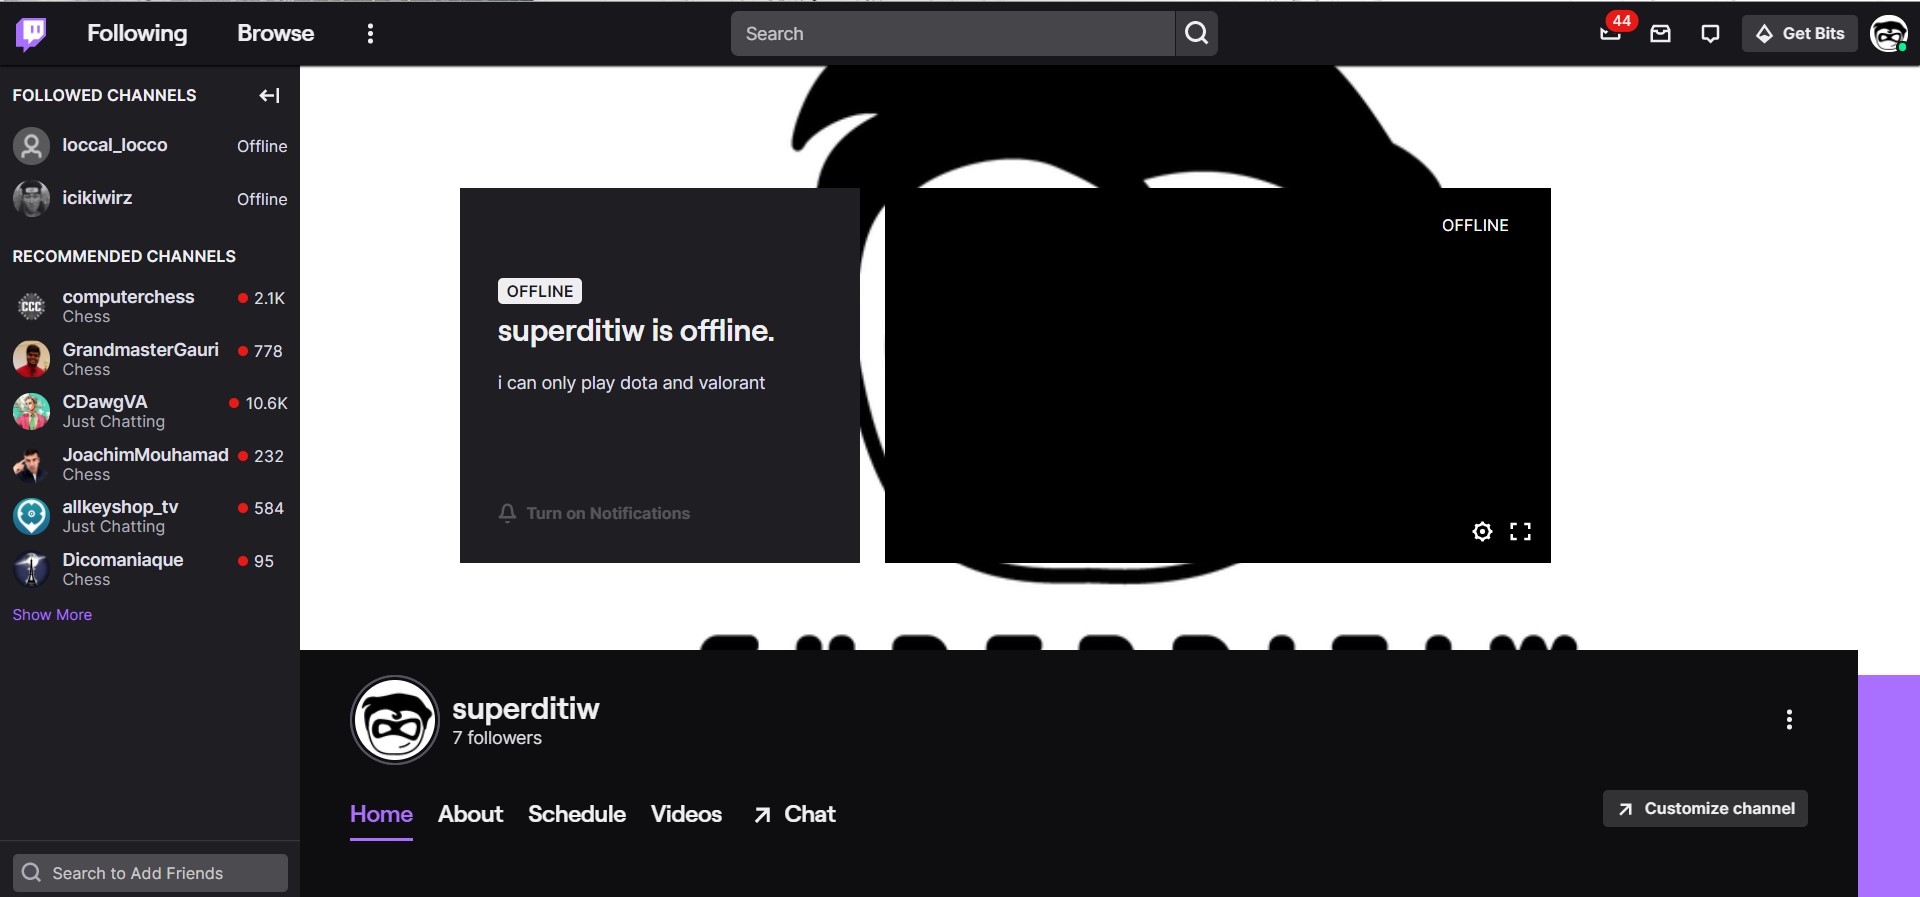 Following
Browse
Search
44
Get Bits
FOLLOWED CHANNELS
loccal_locco
Offline
icikiwirz
Offline
RECOMMENDED CHANNELS
computerchess
2.1K
Chess
GrandmasterGauri
778
Chess
CDawgVA
10.6K
Just Chatting
JoachimMouhamad
232
Chess
allkeyshop_tv
584
Just Chatting
Dicomaniaque
95
Chess
Show More
Search to Add Friends
OFFLINE
superditiw is offline.
i can only play dota and valorant
Turn on Notifications
OFFLINE
superditiw
7 followers
Home
About
Schedule
Videos
Chat
Customize channel